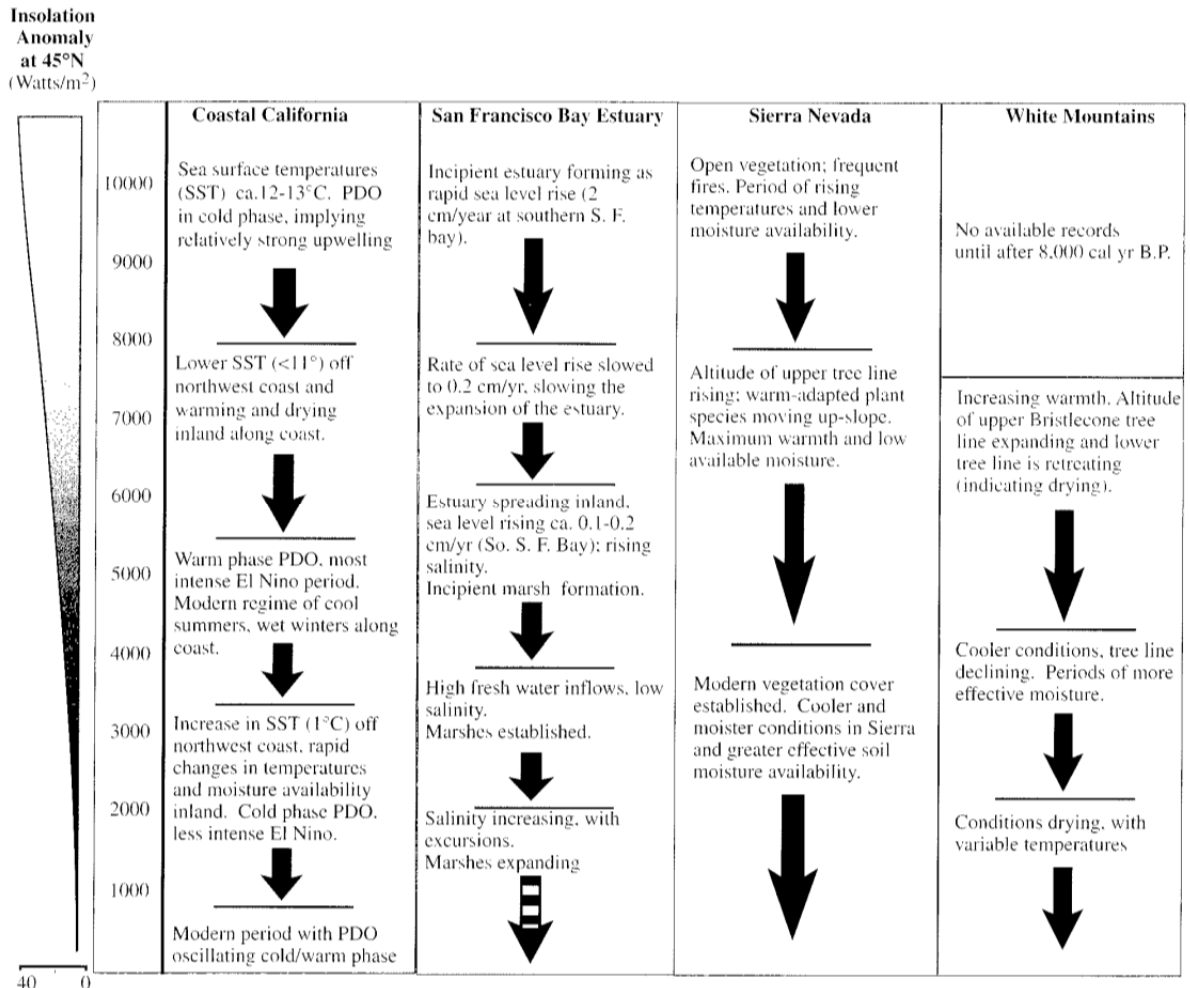 Insolation
Anomaly
at 45°N
(Watts/m²)
40 0
10000
9000
8000
7000
6000
5000
4000
3000
2000
1000
Coastal California
Sea surface temperatures
(SST) ca.12-13°C. PDO
in cold phase, implying
relatively strong upwelling
Lower SST (<11°) off
northwest coast and
warming and drying
inland along coast.
Warm phase PDO, most
intense El Nino period.
Modern regime of cool
summers, wet winters along
coast.
Increase in SST (1°C) off
northwest coast, rapid
changes in temperatures
and moisture availability
inland. Cold phase PDO,
less intense El Nino.
Modern period with PDO
oscillating cold/warm phase
San Francisco Bay Estuary
Incipient estuary forming as
rapid sea level rise (2
cm/year at southern S. F.
bay).
Rate of sea level rise slowed
to 0.2 cm/yr, slowing the
expansion of the estuary.
Estuary spreading inland,
sea level rising ca. 0.1-0.2
cm/yr (So. S. F. Bay); rising
salinity.
Incipient marsh formation.
High fresh water inflows, low
salinity.
Marshes established.
Salinity increasing, with
excursions.
Marshes expanding
Sierra Nevada
Open vegetation; frequent
fires. Period of rising
temperatures and lower
moisture availability.
Altitude of upper tree line
rising; warm-adapted plant
species moving up-slope.
Maximum warmth and low
available moisture.
Modern vegetation cover
established. Cooler and
moister conditions in Sierra
and greater effective soil
moisture availability.
White Mountains
No available records
until after 8,000 cal yr B.P.
Increasing warmth. Altitude
of upper Bristlecone tree
line expanding and lower
tree line is retreating
(indicating drying).
Cooler conditions, tree line
declining. Periods of more
effective moisture.
Conditions drying, with
variable temperatures